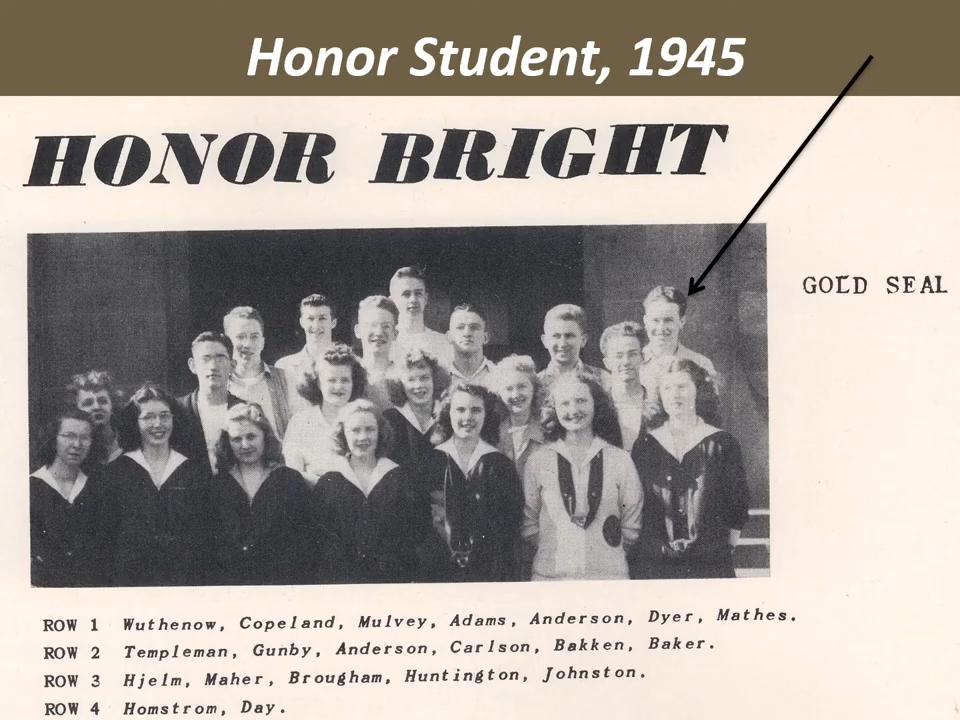 Honor Student, 1945
HONOR BRIGHT
GOLD SEAL
ROW 1 Wuthenow, Copeland, Mulvey, Adams, Anderson, Dyer, Mathes.
ROW 2 Templeman, Gunby, Anderson, Carlson, Bakken, Baker.
ROW 3 Hjelm, Maher, Brougham, Huntington, Johnston.
ROW 4 Homstrom, Day.